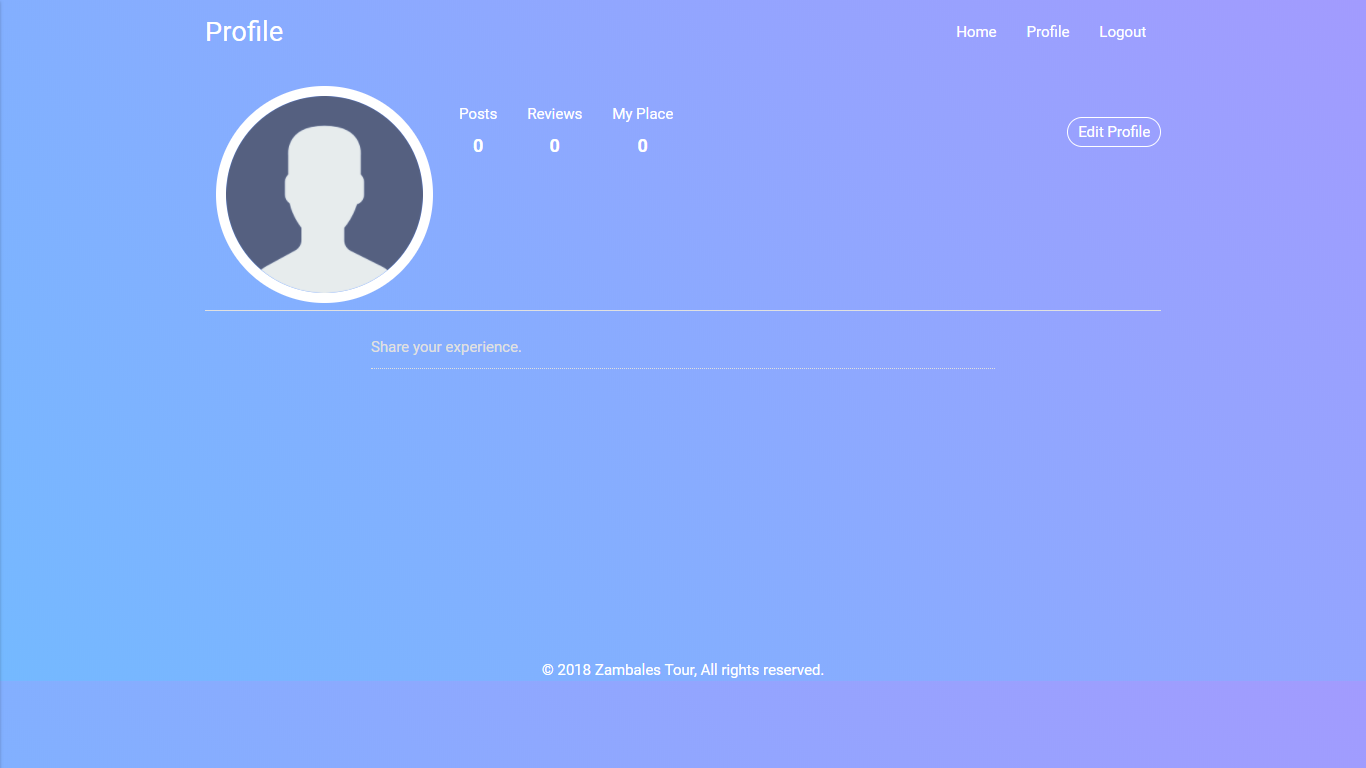 Profile
Home Profile Logout
Posts Reviews My Place
0 0 0
Edit Profile
Share your experience.
© 2018 Zambales Tour, All rights reserved.